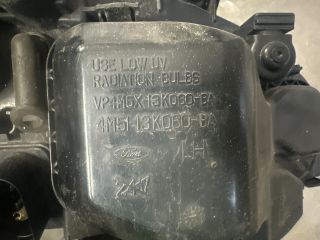 USE LOW UV
RADIATION BULBS
VP4M5X-13K060-BA
4M51-13K060-BA
Ford LH